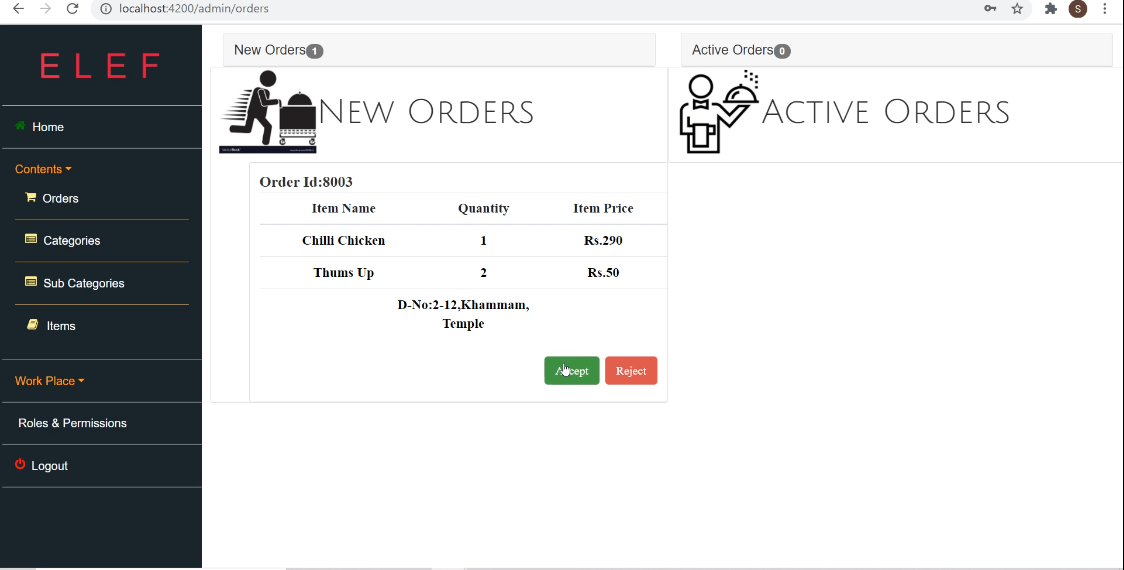 localhost:4200/admin/orders
S
E L E F
Home
Contents
Orders
Categories
Sub Categories
Items
Work Place
Roles & Permissions
Logout
New Orders 1
NEW ORDERS
Order Id:8003
Item Name Quantity Item Price
Chilli Chicken 1 Rs.290
Thums Up 2 Rs.50
D-No:2-12,Khammam,
Temple
Accept Reject
Active Orders 0
ACTIVE ORDERS